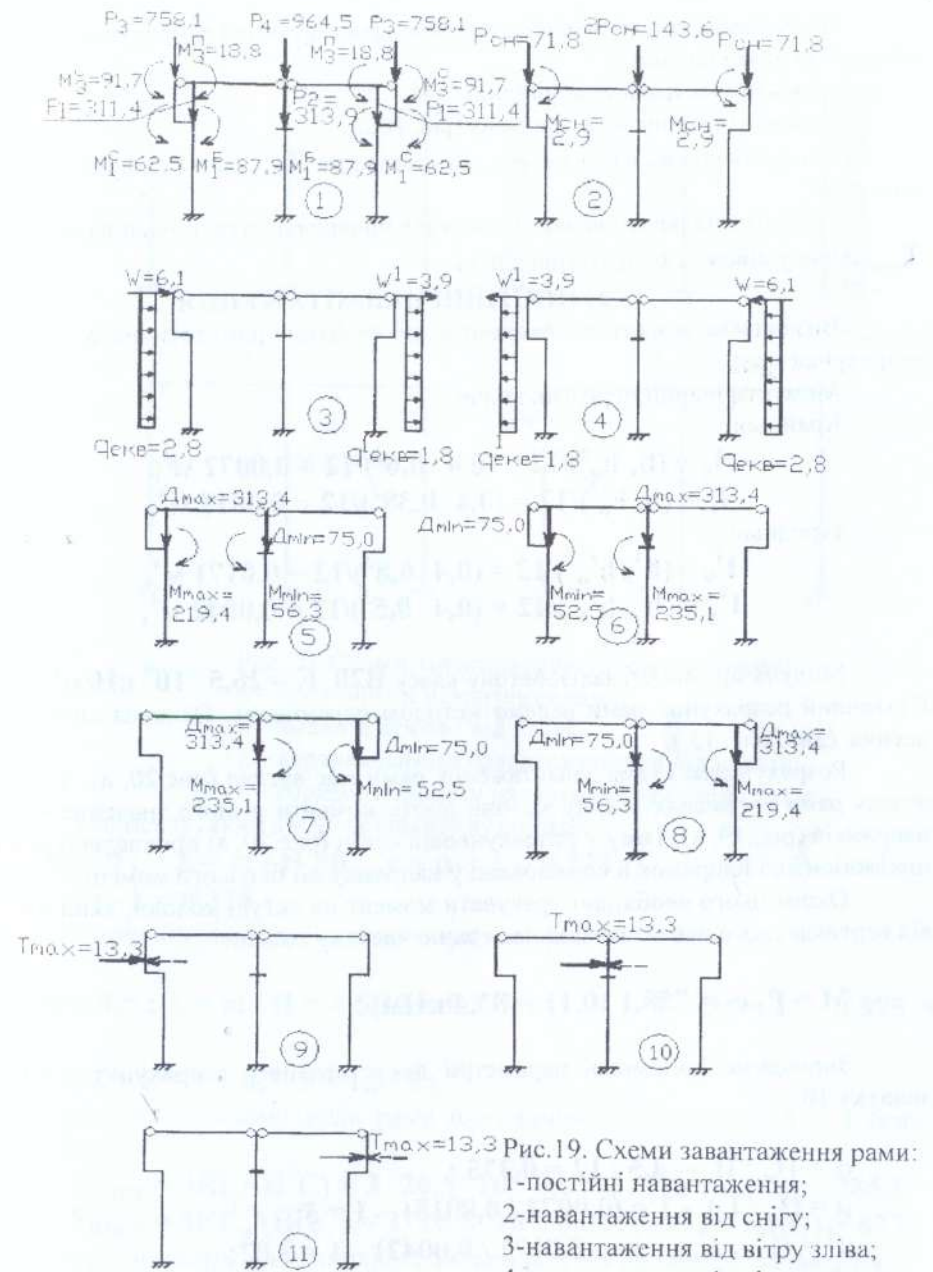 P3=758,1 P4=964,5 P3=758,1
M3П=18,8 M3П=18,8
M3С=91,7 M3С=91,7
F1=311,4 P2=313,9 P1=311,4
M1С=62,5 M1Б=87,9 M1Б=87,9 M1С=62,5
1
Pсн=71,8 2Pсн=143.6 Pсн=71.8
Mсн=2,9 Mсн=2,9
2
W=6,1 W1=3,9
qекв=2,8 q1екв=1,8
3
W1=3,9 W=6,1
q1екв=1,8 qекв=2,8
4
Дmax=313,4
Дmin=75,0
Mmax=219,4 Mmin=56,3
5
Дmax=313,4
Дmin=75,0
Mmin=52,5 Mmax=235,1
6
Дmax=313,4
Дmin=75,0
Mmax=235,1 Mmin=52,5
7
Дmin=75,0 Дmax=313,4
Mmin=56,3 Mmax=219,4
8
Tmax=13,3
9
Tmax=13,3
10
Tmax=13,3
11
Рис.19. Схеми завантаження рами:
1-постійні навантаження;
2-навантаження від снігу;
3-навантаження від вітру зліва;